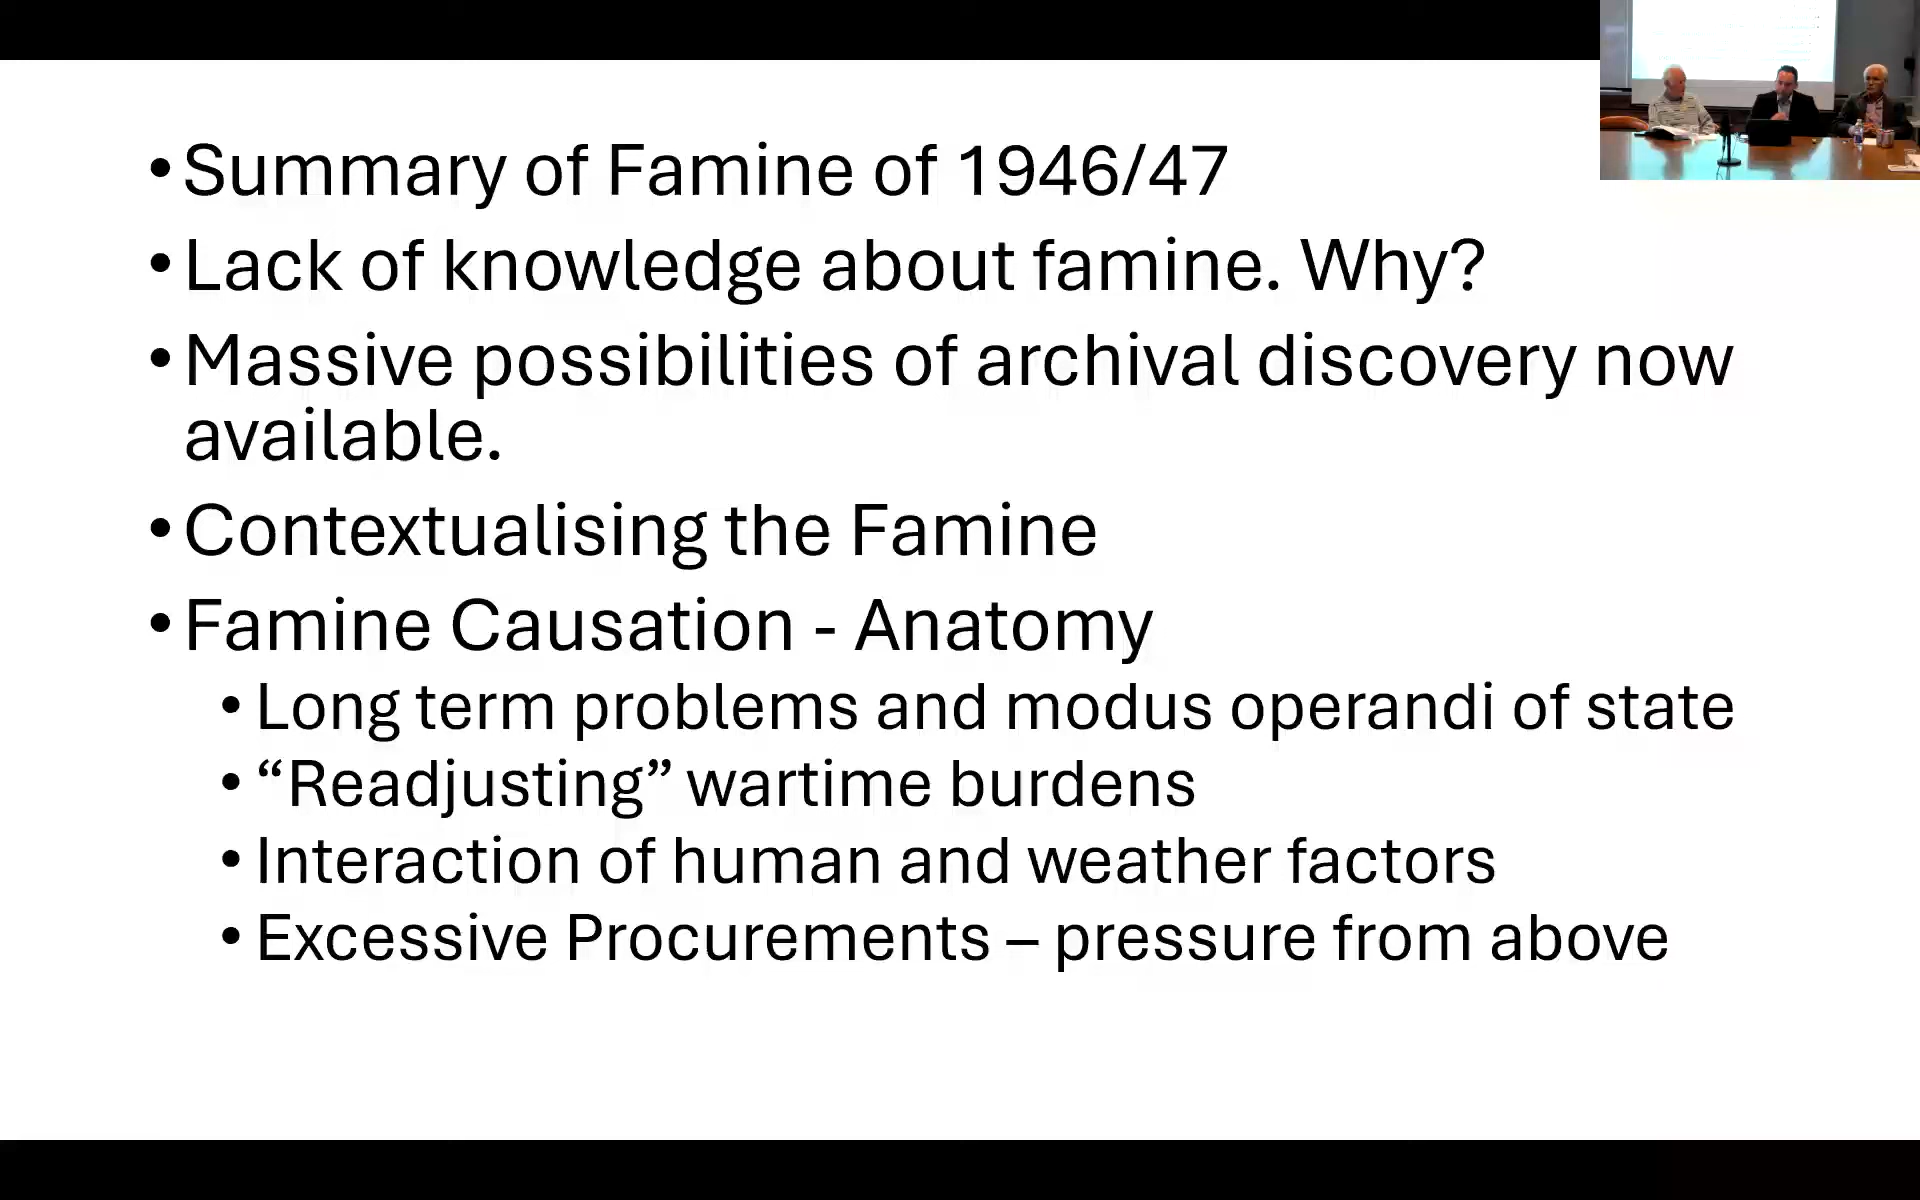 • Summary of Famine of 1946/47
• Lack of knowledge about famine. Why?
• Massive possibilities of archival discovery now
available.
• Contextualising the Famine
• Famine Causation - Anatomy
• Long term problems and modus operandi of state
• “Readjusting” wartime burdens
• Interaction of human and weather factors
• Excessive Procurements – pressure from above